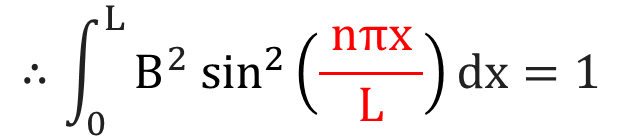 ∴ ∫₀ᴸ B² sin² (nπx/L) dx = 1